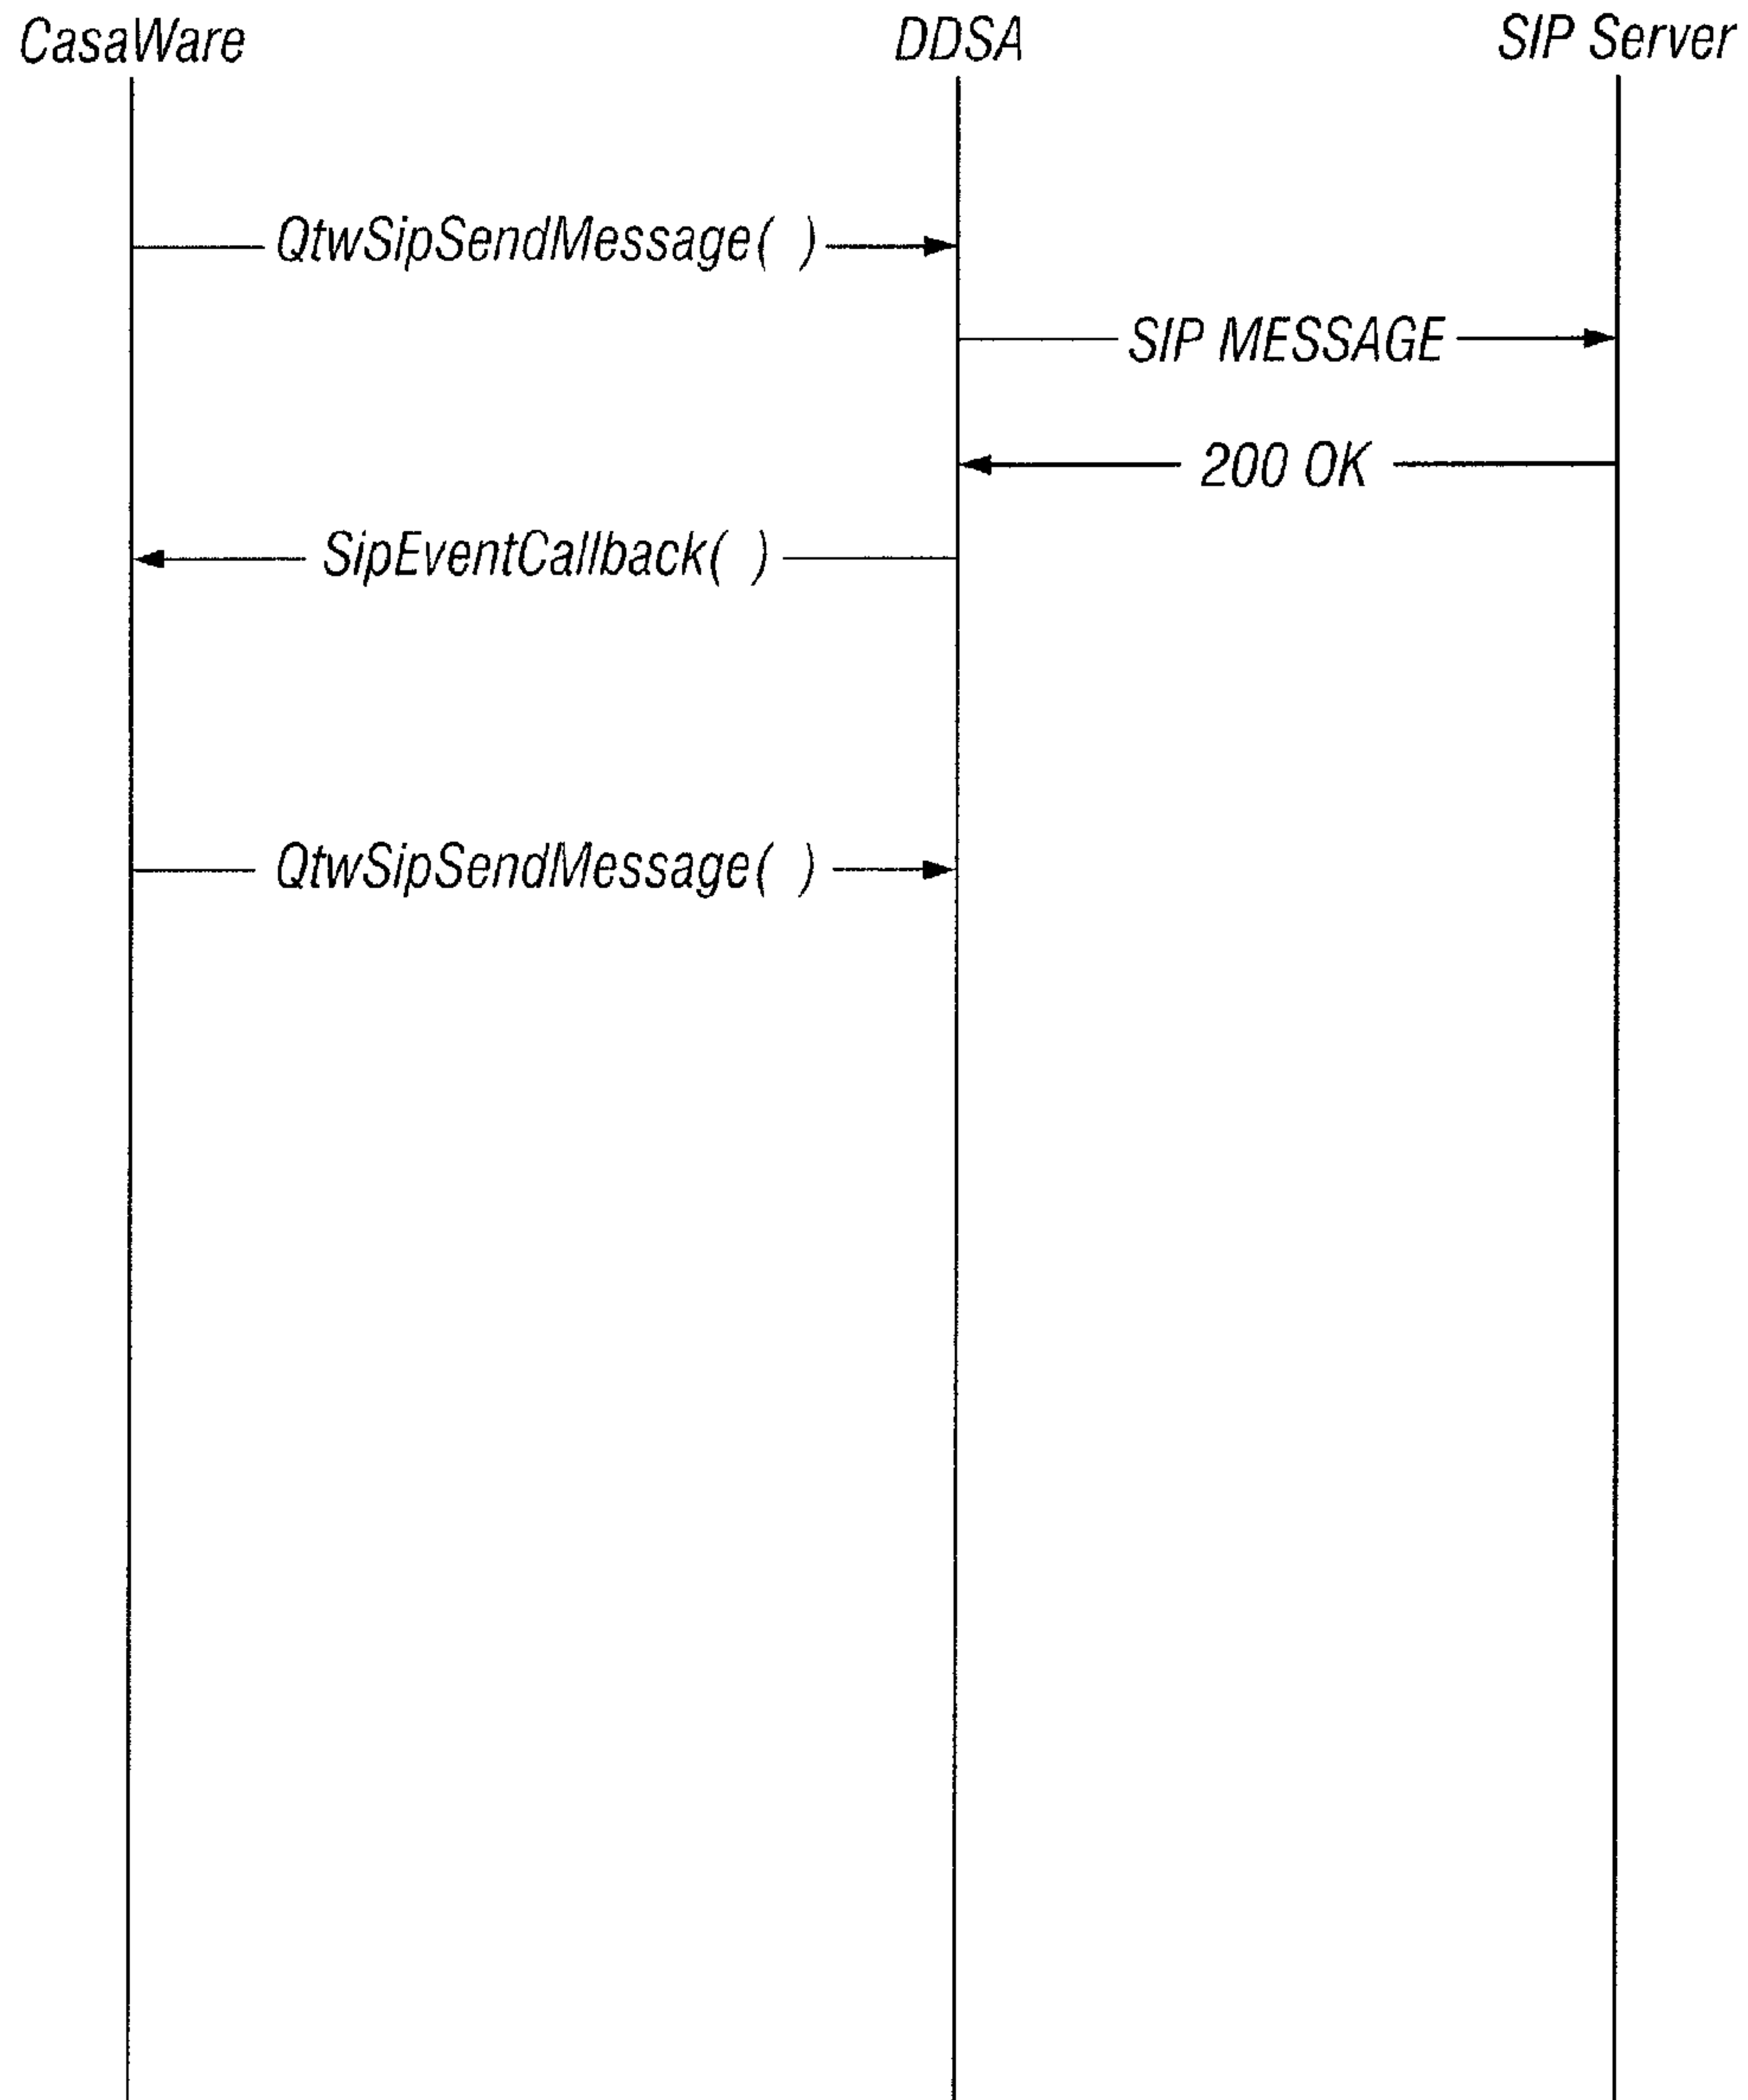 CasaWare DDSA SIP Server
QtwSipSendMessage( )
SIP MESSAGE
200 OK
SipEventCallback( )
QtwSipSendMessage( )